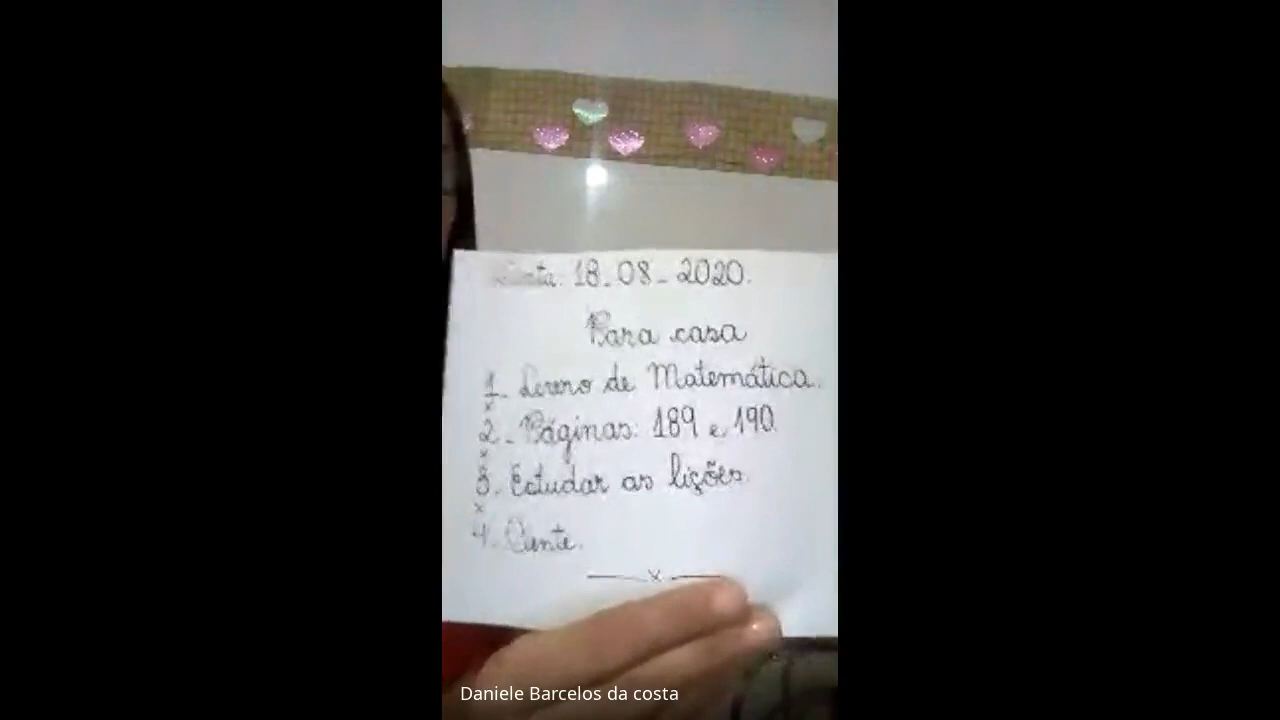 18-08-2020.
Para casa
1- Livro de Matemática.
x
2- Páginas: 189 e 190.
x
3. Estudar as lições.
x
4.
x
Daniele Barcelos da costa